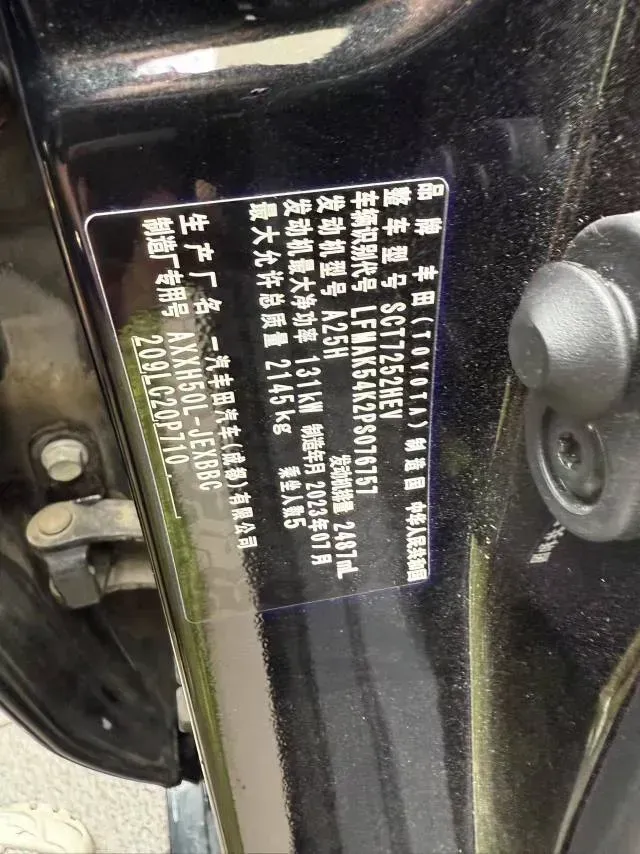 品牌 丰田(TOYOTA) 制造国 中华人民共和国
整车型号 SCT7252HEV
车辆识别代号 LFMAK54K2PS076757
发动机型号 A25H 发动机排量 2487mL
发动机最大净功率 131kW 制造年月 2023年07月
最大允许总质量 2145kg 乘坐人数5
生产厂名 一汽丰田汽车(成都)有限公司
制造厂专用号 AXXH50L-JEXBBC
209LC20P710